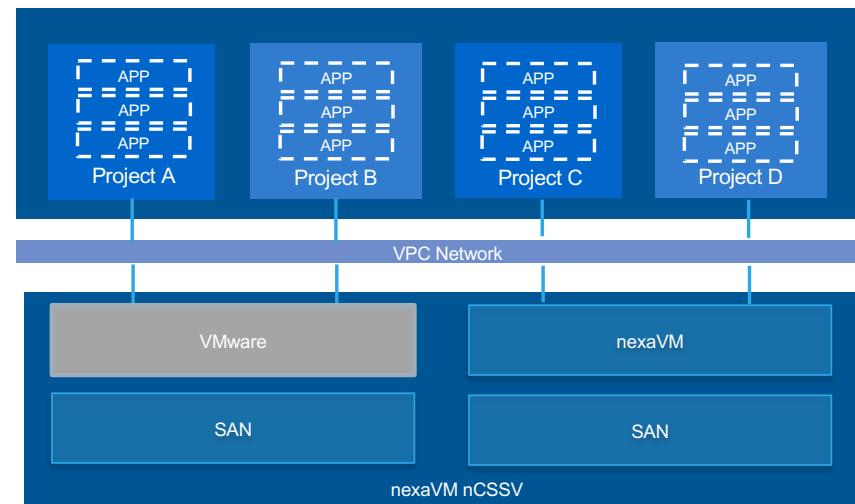 APP
APP
APP
Project A
APP
APP
APP
Project B
APP
APP
APP
Project C
APP
APP
APP
Project D
VPC Network
VMware
nexaVM
SAN
SAN
nexaVM nCSSV